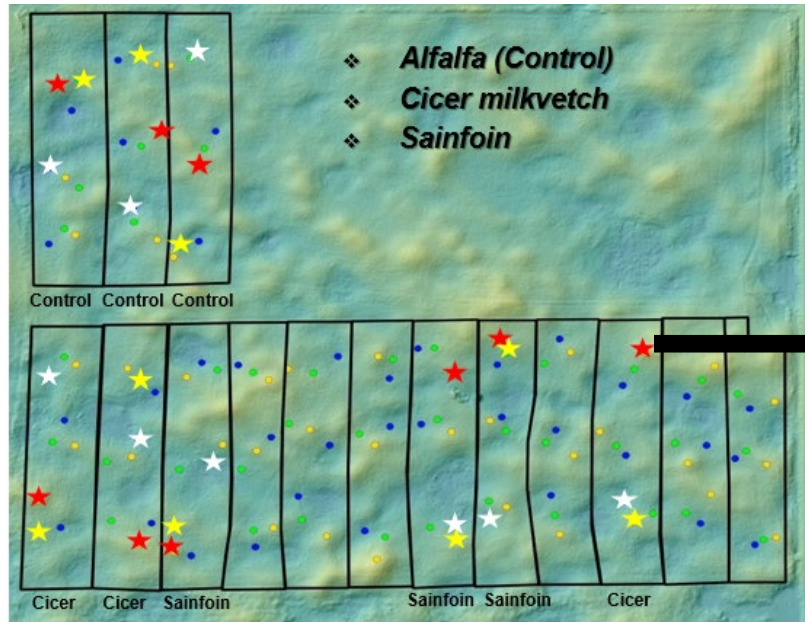 ❖ Alfalfa (Control)
❖ Cicer milkvetch
❖ Sainfoin
Control Control Control
Cicer Cicer Sainfoin Sainfoin Sainfoin Cicer